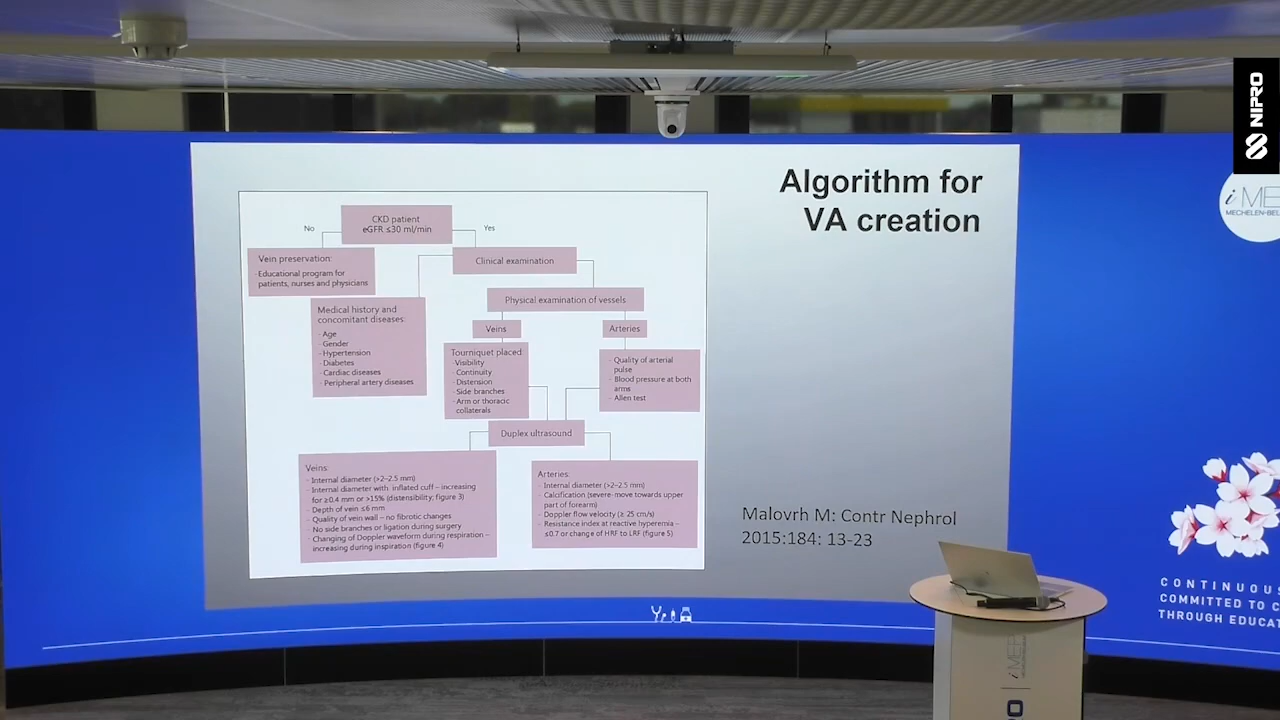 Algorithm for
VA creation
CKD patient
eGFR ≤30 ml/min
No
Yes
Vein preservation:
- Educational program for
patients, nurses and physicians
Clinical examination
Medical history and
concomitant diseases:
- Age
- Gender
- Hypertension
- Diabetes
- Cardiac diseases
- Peripheral artery diseases
Physical examination of vessels
Veins
Arteries
Tourniquet placed
- Visibility
- Continuity
- Distension
- Side branches
- Arm or thoracic
collaterals
- Quality of arterial
pulse
- Blood pressure at both
arms
- Allen test
Duplex ultrasound
Veins:
- Internal diameter (>2–2.5 mm)
- Internal diameter with inflated cuff – increasing
for ≥0.4 mm or >15% (distensibility; figure 3)
- Depth of vein ≤6 mm
- Quality of vein wall – no fibrotic changes
- No side branches or ligation during surgery
- Changing of Doppler waveform during respiration –
increasing during inspiration (figure 4)
Arteries:
- Internal diameter (>2–2.5 mm)
- Calcification (severe-move towards upper
part of forearm)
- Doppler flow velocity (≥ 25 cm/s)
- Resistance index at reactive hyperemia –
≤0.7 or change of HRF to LRF (figure 5)
Malovrh M: Contr Nephrol
2015:184: 13-23
NIPRO
iME
MECHELEN-BEL
CONTINUOUS
COMMITTED TO C
THROUGH EDUCAT
iMEP